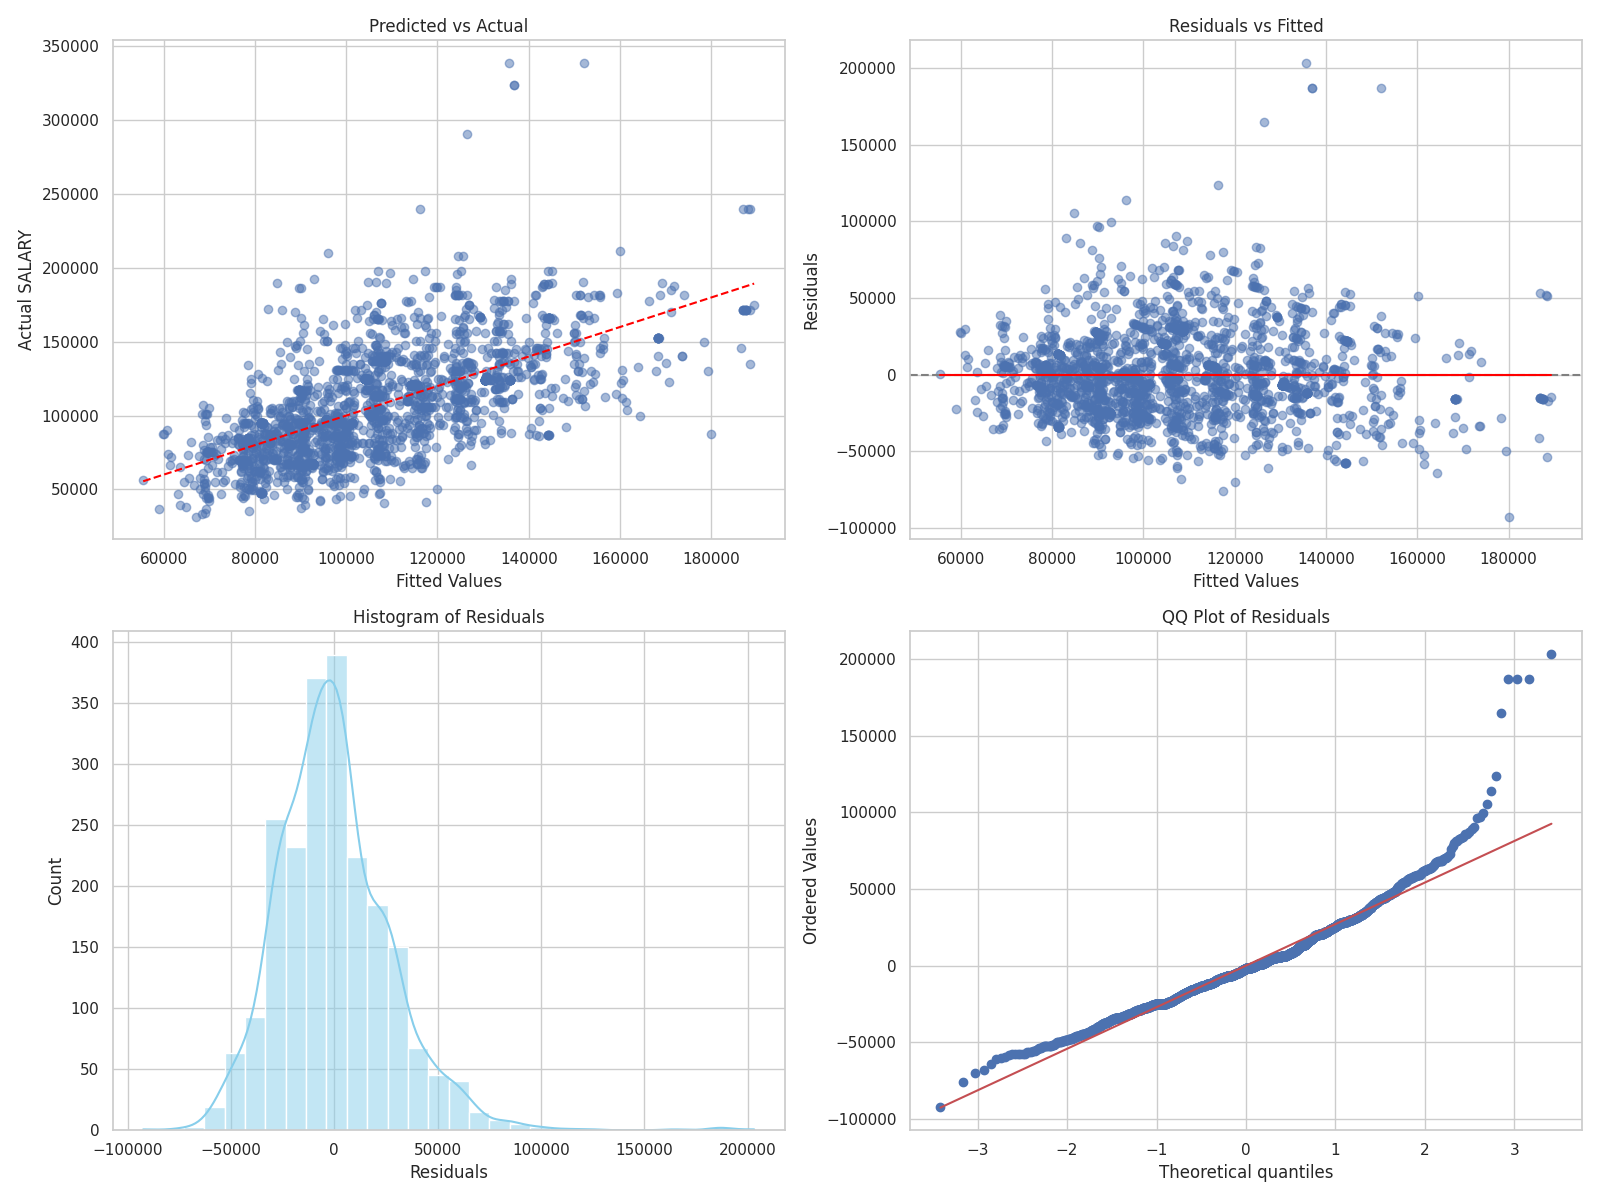 Predicted vs Actual
Actual SALARY
350000
300000
250000
200000
150000
100000
50000
60000 80000 100000 120000 140000 160000 180000
Fitted Values
Residuals vs Fitted
Residuals
200000
150000
100000
50000
0
−50000
−100000
60000 80000 100000 120000 140000 160000 180000
Fitted Values
Histogram of Residuals
Count
400
350
300
250
200
150
100
50
0
−100000 −50000 0 50000 100000 150000 200000
Residuals
QQ Plot of Residuals
Ordered Values
200000
150000
100000
50000
0
−50000
−100000
−3 −2 −1 0 1 2 3
Theoretical quantiles